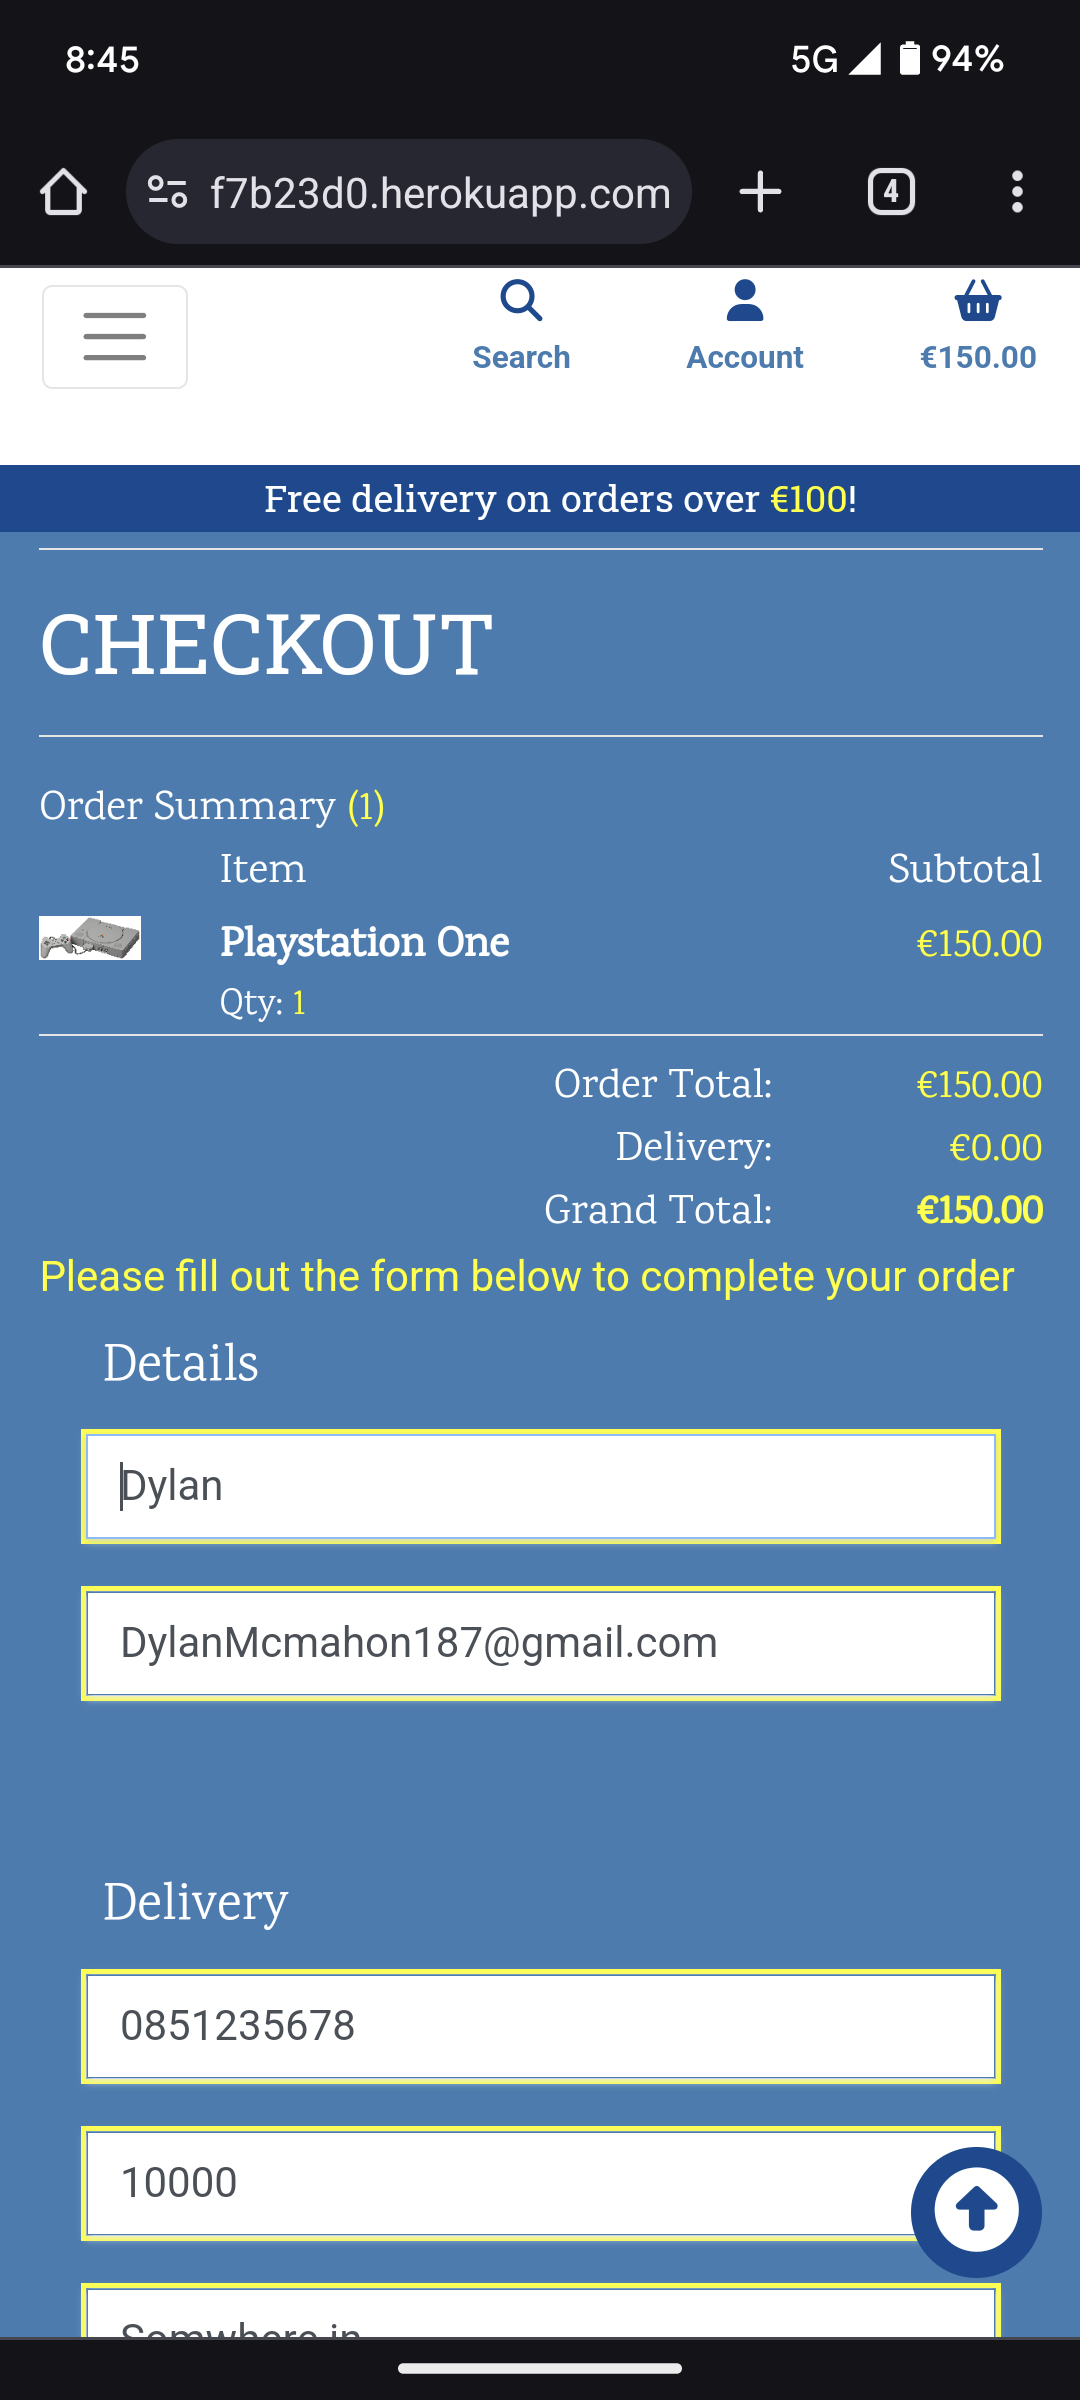 8:45
5G 94%
f7b23d0.herokuapp.com
4
Search Account €150.00
Free delivery on orders over €100!
CHECKOUT
Order Summary (1)
Item Subtotal
Playstation One €150.00
Qty: 1
Order Total: €150.00
Delivery: €0.00
Grand Total: €150.00
Please fill out the form below to complete your order
Details
Dylan
DylanMcmahon187@gmail.com
Delivery
0851235678
10000
Somwhere in